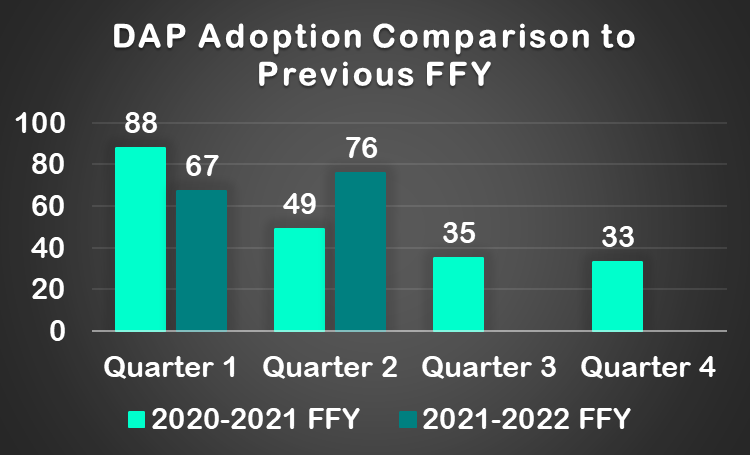 DAP Adoption Comparison to
Previous FFY
100
80
60
40
20
0
88
67
49
76
35
33
Quarter 1
Quarter 2
Quarter 3
Quarter 4
2020-2021 FFY
2021-2022 FFY